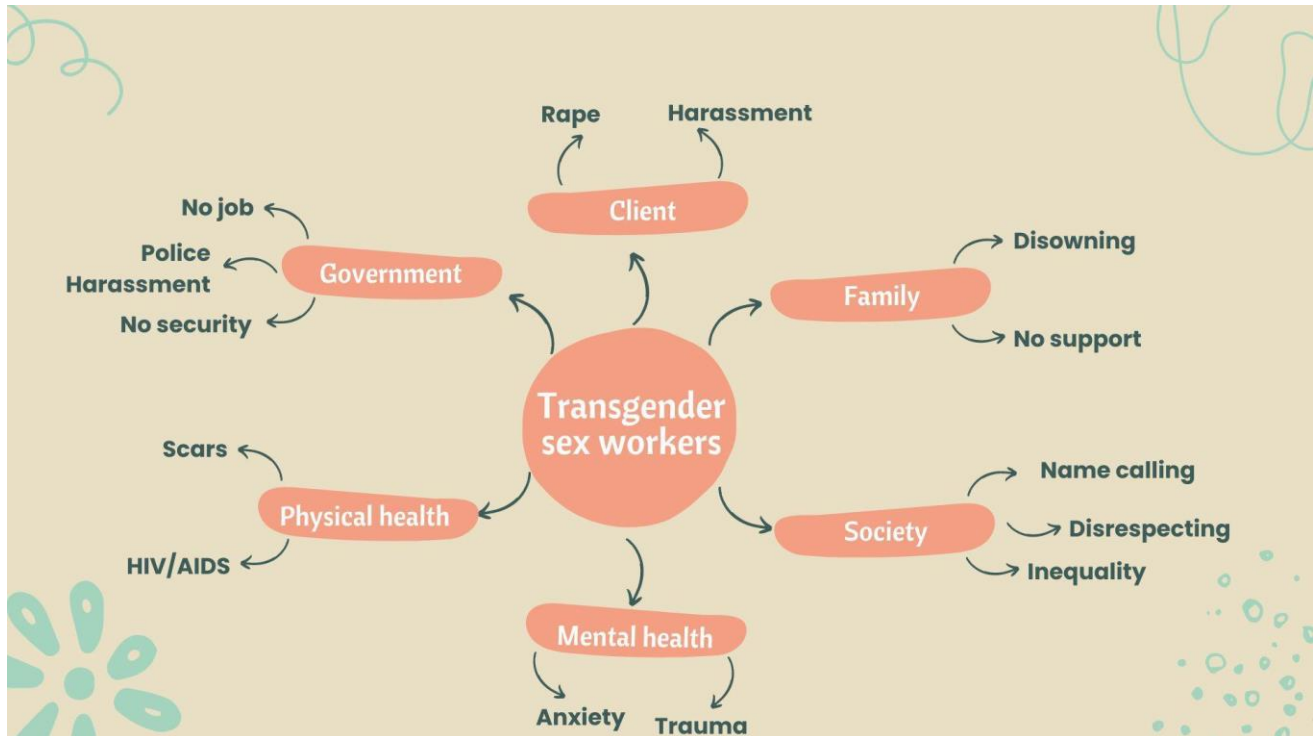 Rape
Harassment
Client
No job
Police
Harassment
No security
Government
Disowning
Family
No support
Transgender
sex workers
Scars
Physical health
HIV/AIDS
Name calling
Society
Disrespecting
Inequality
Mental health
Anxiety
Trauma